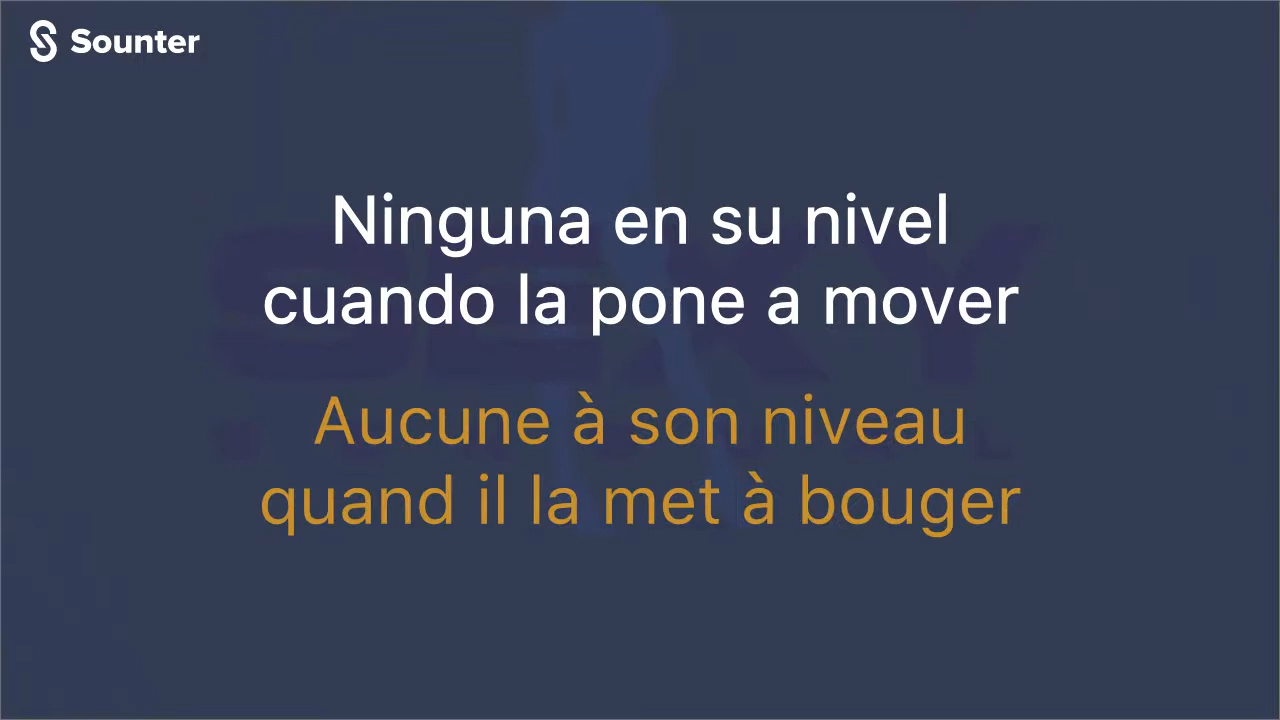 Sounter
Ninguna en su nivel
cuando la pone a mover
Aucune à son niveau
quand il la met à bouger